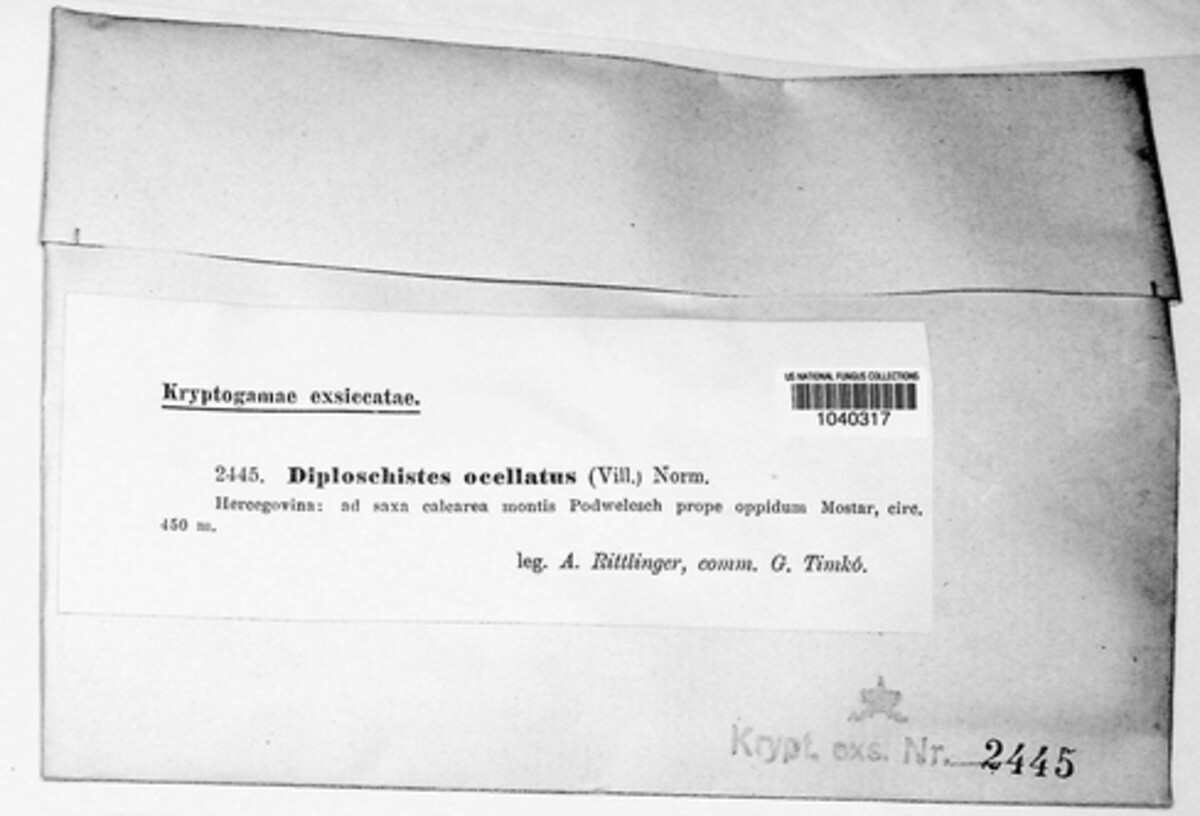 Kryptogamae exsiccatae.
US NATIONAL FUNGUS COLLECTIONS
1040317
2445. Diploschistes ocellatus (Vill.) Norm.
Hercegovina: ad saxa calcarea montis Podwelesch prope oppidum Mostar, circ.
450 m.
leg. A. Rittlinger, comm. G. Timkó.
Krypt. exs. Nr. 2445